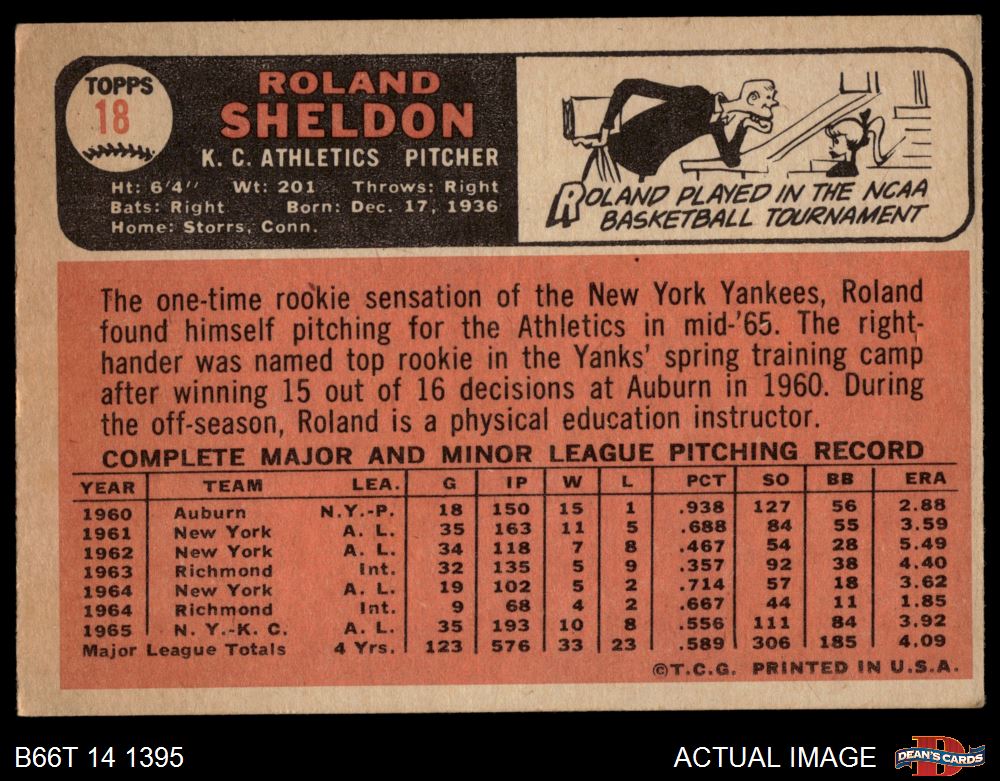 TOPPS
18
ROLAND
SHELDON
K. C. ATHLETICS PITCHER
Ht: 6'4" Wt: 201 Throws: Right
Bats: Right Born: Dec. 17, 1936
Home: Storrs, Conn.
ROLAND PLAYED IN THE NCAA
BASKETBALL TOURNAMENT
The one-time rookie sensation of the New York Yankees, Roland
found himself pitching for the Athletics in mid-'65. The right-
hander was named top rookie in the Yanks' spring training camp
after winning 15 out of 16 decisions at Auburn in 1960. During
the off-season, Roland is a physical education instructor.
COMPLETE MAJOR AND MINOR LEAGUE PITCHING RECORD
YEAR TEAM LEA. G IP W L PCT SO BB ERA
1960 Auburn N.Y.-P. 18 150 15 1 .938 127 56 2.88
1961 New York A. L. 35 163 11 5 .688 84 55 3.59
1962 New York A. L. 34 118 7 8 .467 54 28 5.49
1963 Richmond Int. 32 135 5 9 .357 92 38 4.40
1964 New York A. L. 19 102 5 2 .714 57 18 3.62
1964 Richmond Int. 9 68 4 2 .667 44 11 1.85
1965 N. Y.-K. C. A. L. 35 193 10 8 .556 111 84 3.92
Major League Totals 4 Yrs. 123 576 33 23 .589 306 185 4.09
©T.C.G. PRINTED IN U.S.A.
B66T 14 1395
ACTUAL IMAGE
DEAN'S CARDS